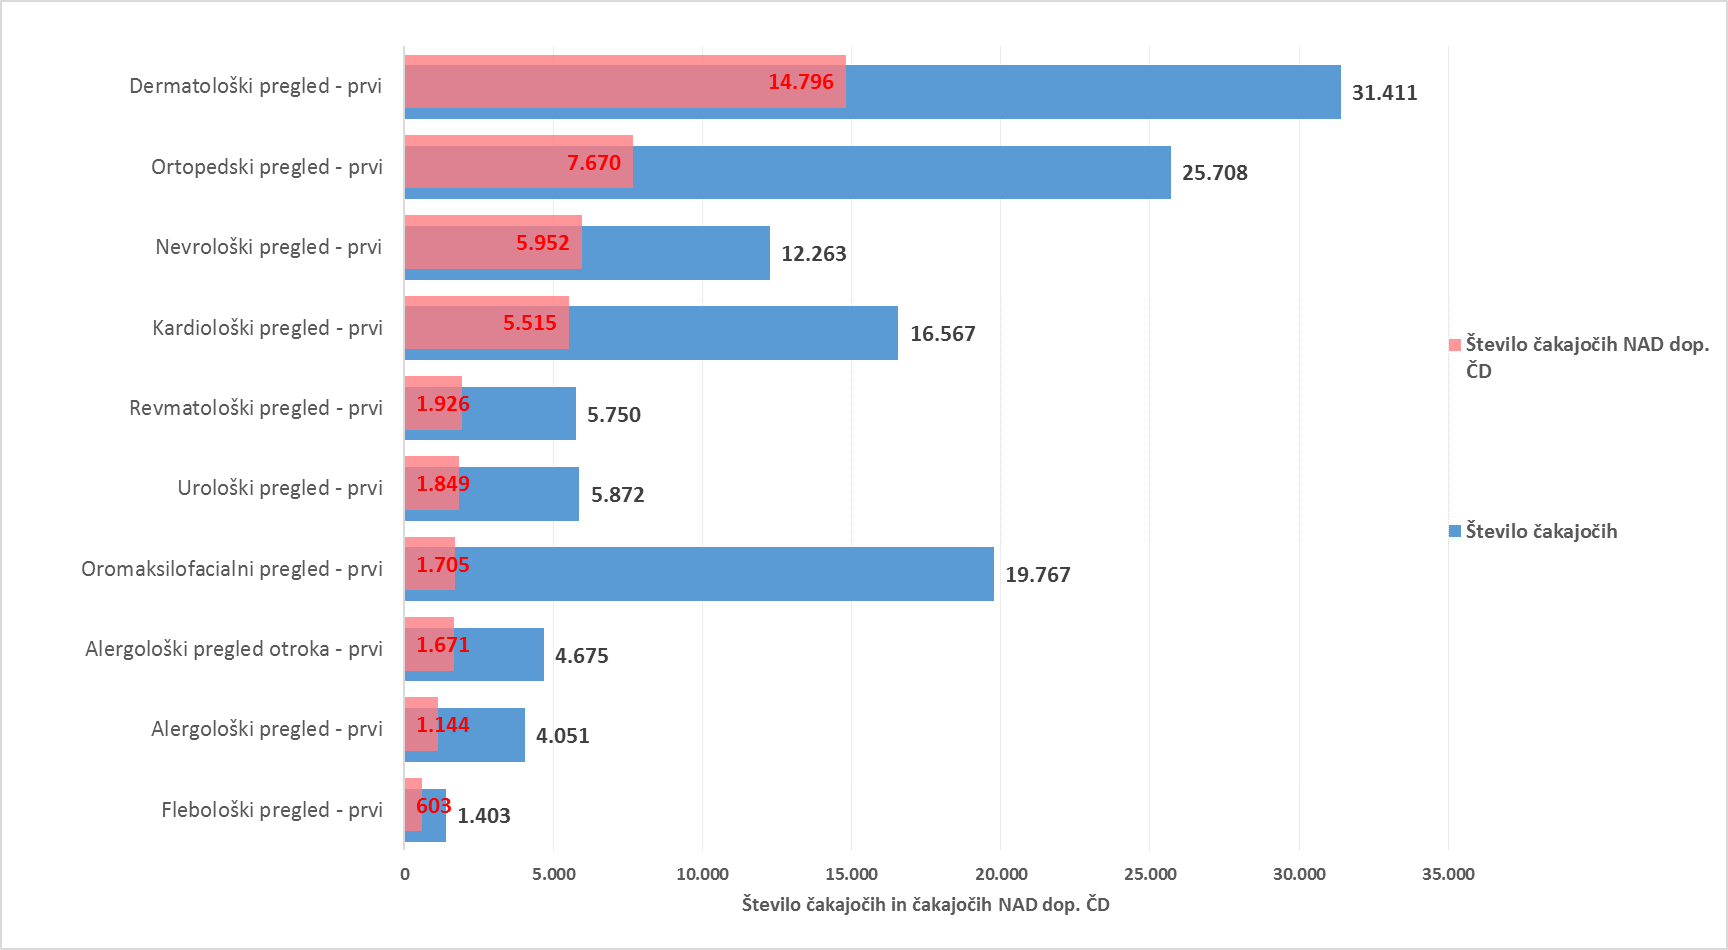 Dermatološki pregled - prvi
14.796
31.411
Ortopedski pregled - prvi
7.670
25.708
Nevrološki pregled - prvi
5.952
12.263
Kardiološki pregled - prvi
5.515
16.567
Revmatološki pregled - prvi
1.926
5.750
Urološki pregled - prvi
1.849
5.872
Oromaksilofacialni pregled - prvi
1.705
19.767
Alergološki pregled otroka - prvi
1.671
4.675
Alergološki pregled - prvi
1.144
4.051
Flebološki pregled - prvi
603
1.403
0 5.000 10.000 15.000 20.000 25.000 30.000 35.000
Število čakajočih in čakajočih NAD dop. ČD
Število čakajočih NAD dop.
ČD
Število čakajočih